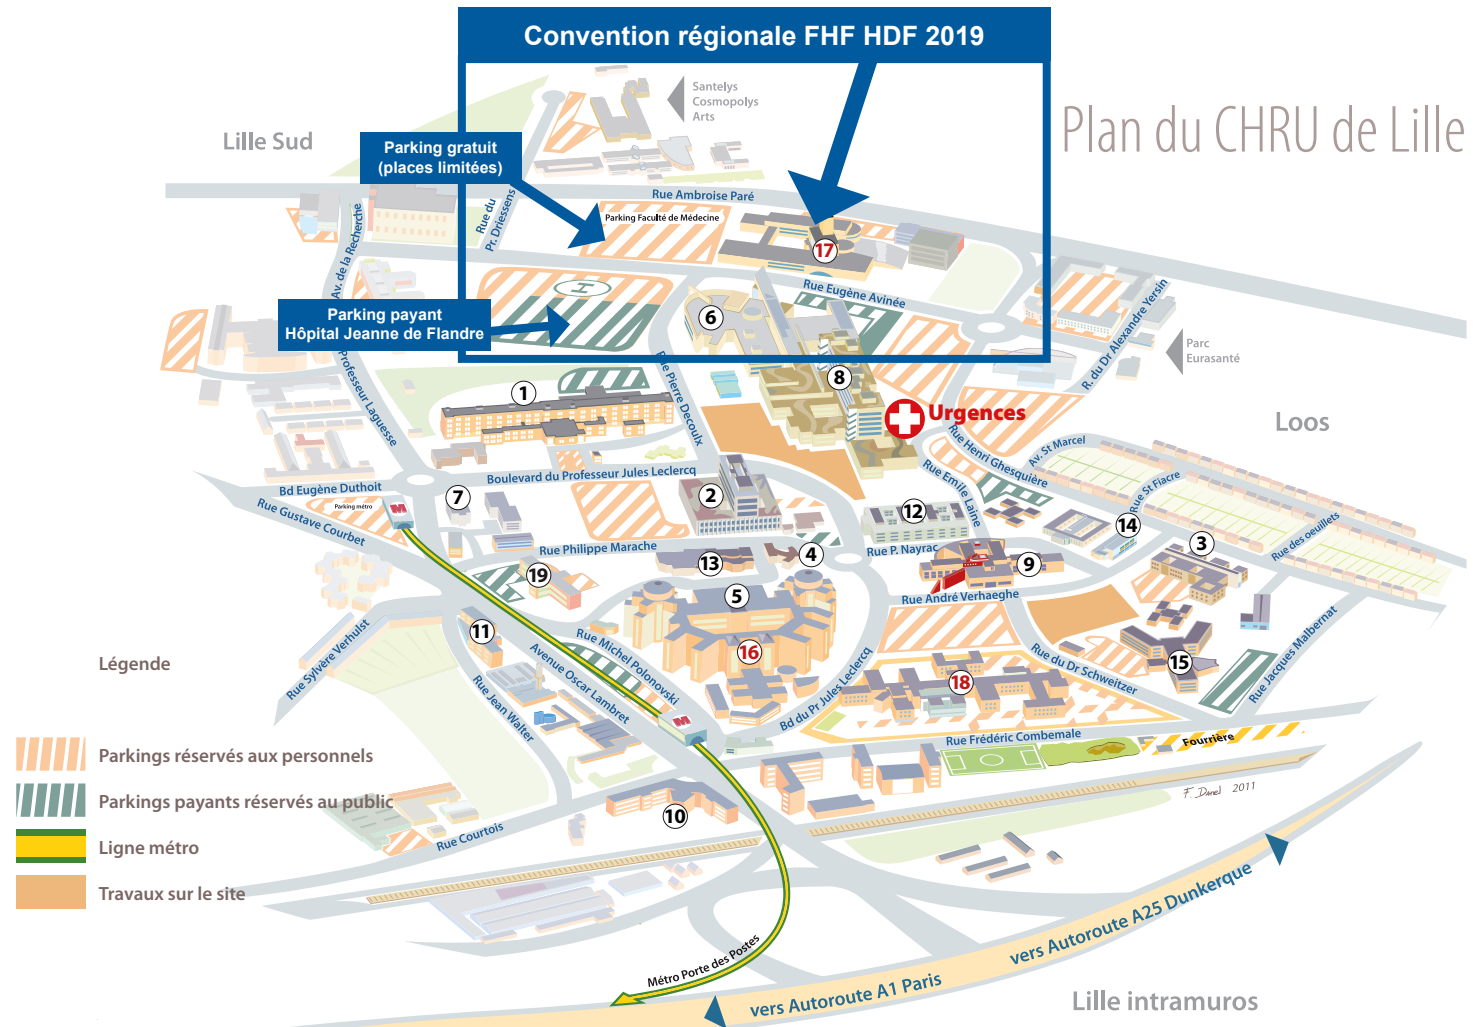 Convention régionale FHF HDF 2019
Santelys
Cosmopolys
Arts
Plan du CHRU de Lille
Lille Sud
Parking gratuit
(places limitées)
Rue Ambroise Paré
Rue du
Pr. Driessens
Parking Faculté de Médecine
17
Av. de la Recherche
H
Rue Eugène Avinée
Parking payant
Hôpital Jeanne de Flandre
6
R. du Dr Alexandre Yersin
Parc
Eurasanté
Professeur Laguesse
Rue Pierre Decoulx
8
1
Urgences
Loos
Rue Henri Ghesquière
Av. St Marcel
Rue Emile Laine
Rue St Fiacre
Rue des oeuillets
Boulevard du Professeur Jules Leclercq
Bd Eugène Duthoit
7
2
Parking métro
M
Rue Gustave Courbet
12
14
3
Rue Philippe Marache
13
4
Rue P. Nayrac
9
19
5
Rue André Verhaeghe
Rue Jacques Malbernat
11
16
Rue Michel Polonovski
Rue Sylvère Verhulst
Avenue Oscar Lambret
Rue Jean Walter
Bd du Pr Jules Leclercq
18
Rue du Dr Schweitzer
15
M
Rue Frédéric Combemale
Fourrière
F. Danel 2011
Légende
Parkings réservés aux personnels
Parkings payants réservés au public
Ligne métro
Travaux sur le site
10
Rue Courtois
Métro Porte des Postes
vers Autoroute A1 Paris
vers Autoroute A25 Dunkerque
Lille intramuros